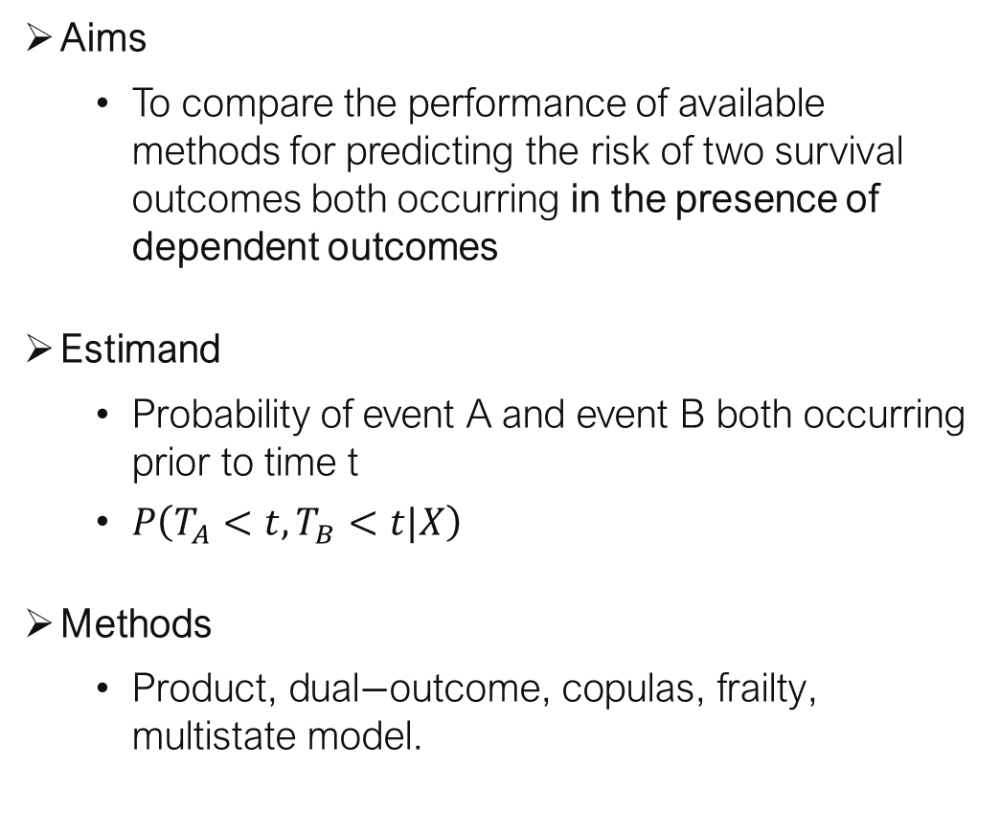 ➢ Aims
• To compare the performance of available
methods for predicting the risk of two survival
outcomes both occurring in the presence of
dependent outcomes
➢ Estimand
• Probability of event A and event B both occurring
prior to time t
• P(T_A < t, T_B < t|X)
➢ Methods
• Product, dual–outcome, copulas, frailty,
multistate model.